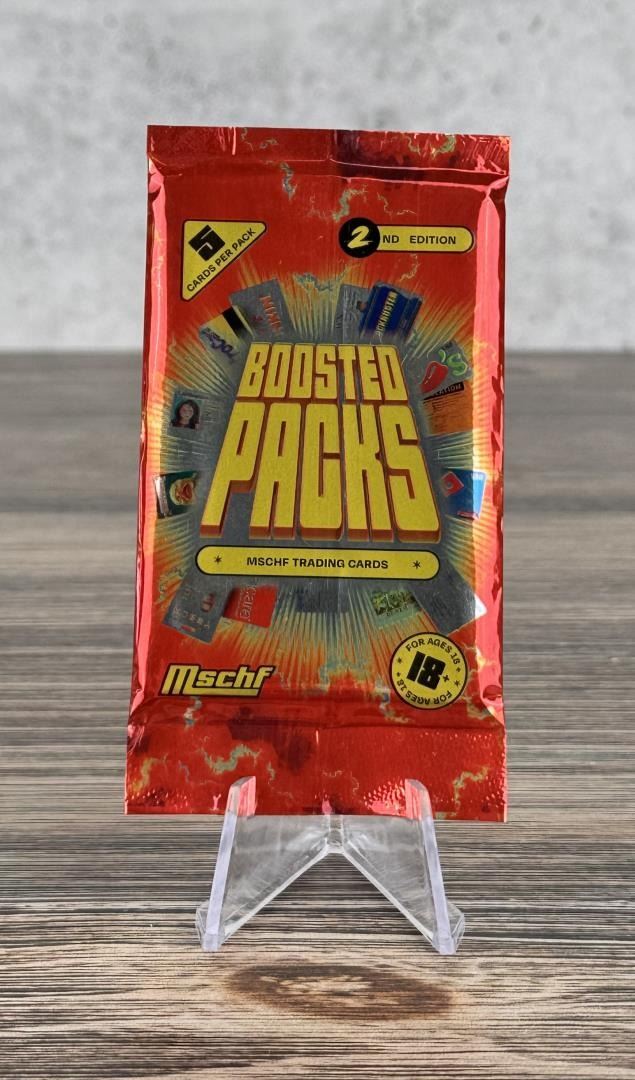 5
CARDS PER PACK
2ND EDITION
BOOSTED
PACKS
MSCHF TRADING CARDS
Mschf
FOR AGES 18
18+
FOR AGES 18